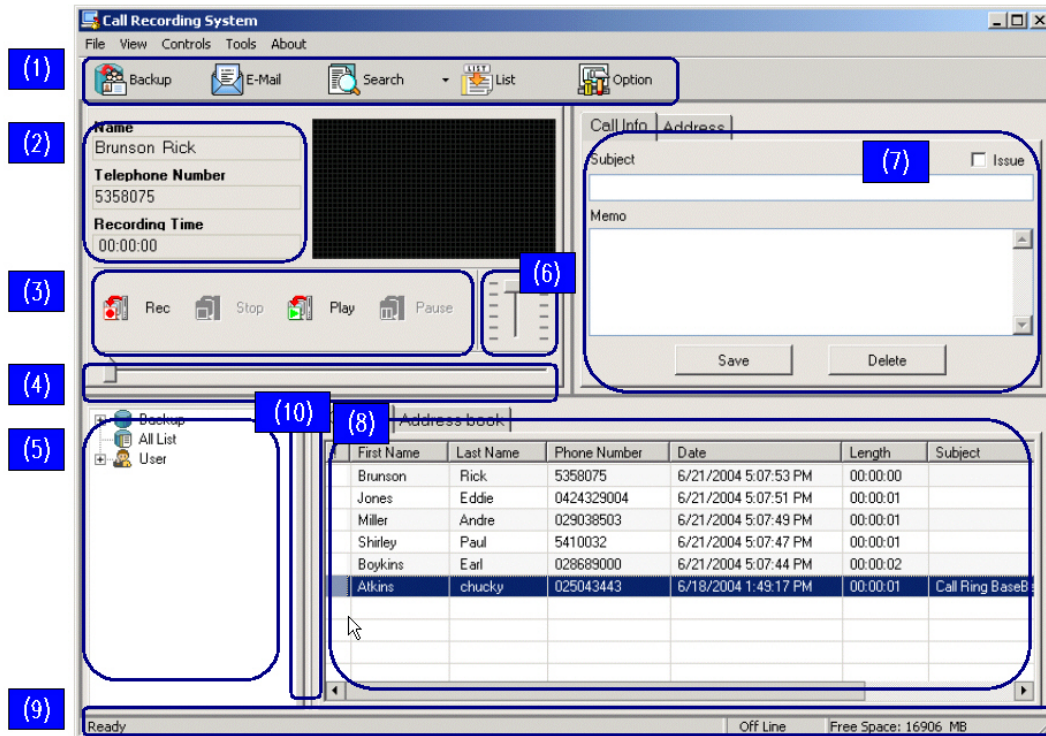 Call Recording System
File View Controls Tools About
(1) Backup E-Mail Search LIST List Option
(2) Name
Brunson Rick
Telephone Number
5358075
Recording Time
00:00:00
Call Info Address
(7)
Subject Issue
Memo
Save Delete
(3) Rec Stop Play Pause
(6)
(4)
(5) Backup
All List
User
(10)
(8) Address book
First Name Last Name Phone Number Date Length Subject
Brunson Rick 5358075 6/21/2004 5:07:53 PM 00:00:00
Jones Eddie 0424329004 6/21/2004 5:07:51 PM 00:00:01
Miller Andre 029038503 6/21/2004 5:07:49 PM 00:00:01
Shirley Paul 5410032 6/21/2004 5:07:47 PM 00:00:01
Boykins Earl 028689000 6/21/2004 5:07:44 PM 00:00:02
Atkins chucky 025043443 6/18/2004 1:49:17 PM 00:00:01 Call Ring BaseB
(9) Ready Off Line Free Space: 16906 MB